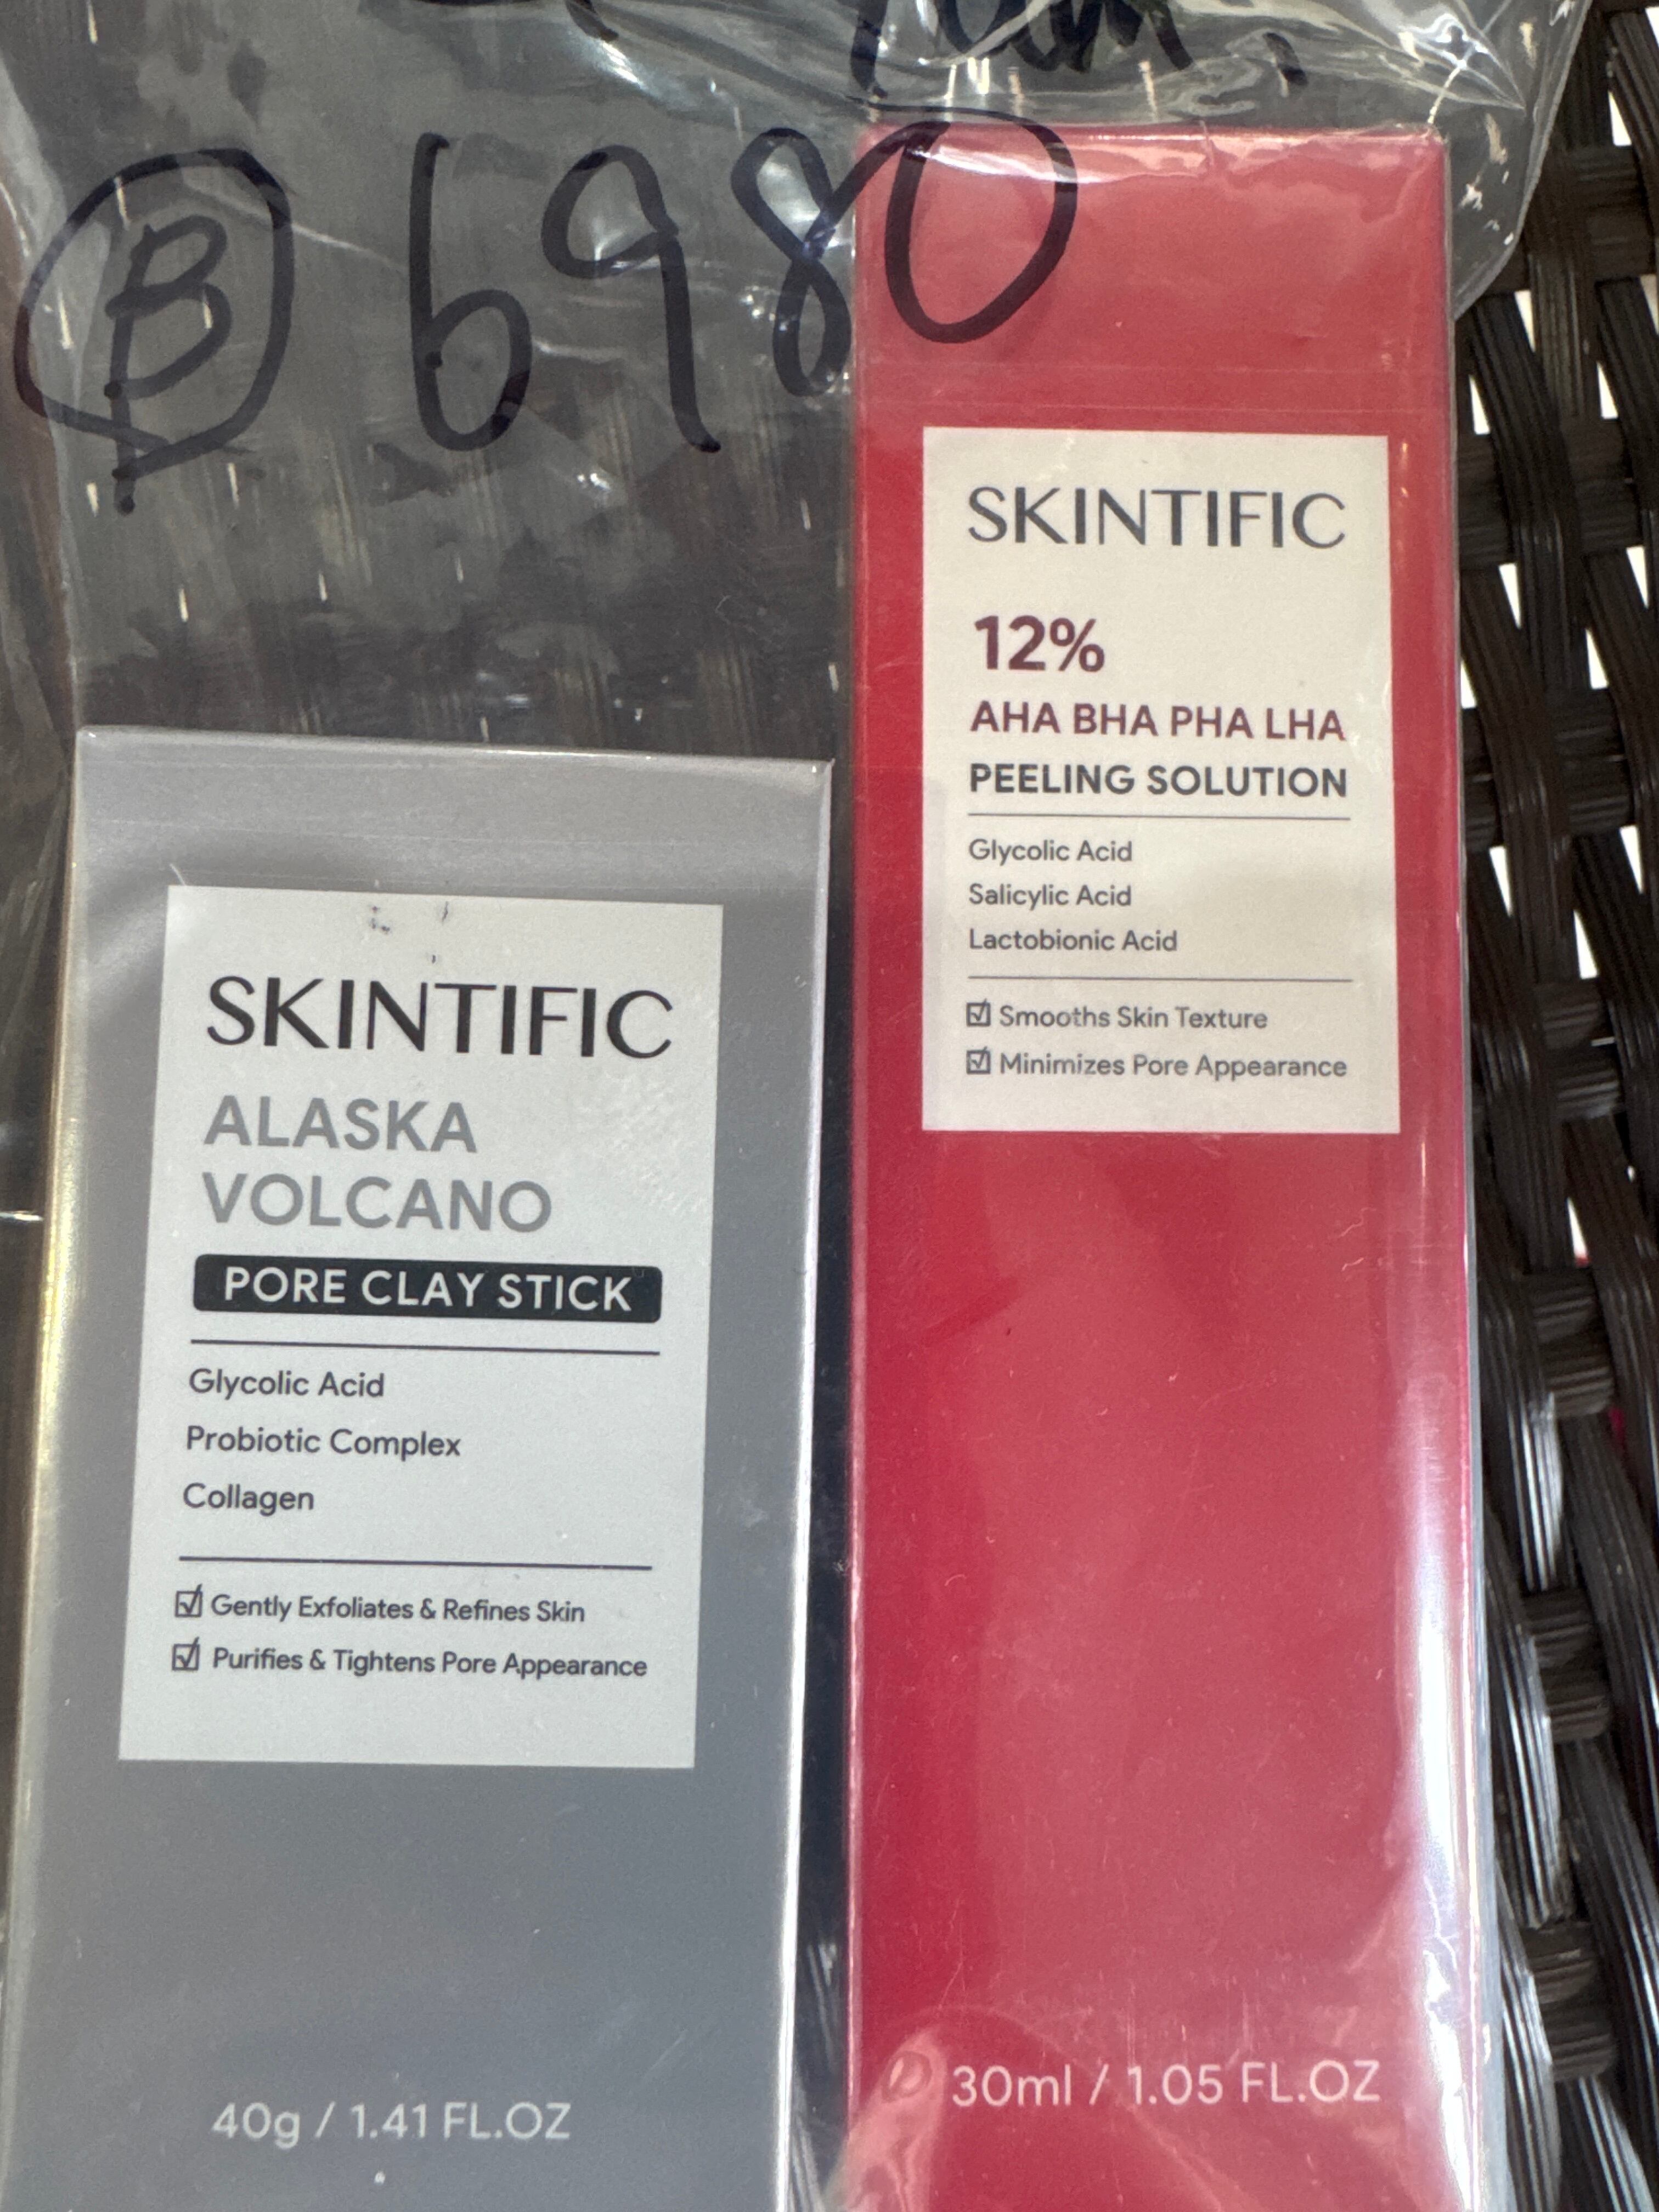 B 6980
SKINTIFIC
ALASKA
VOLCANO
PORE CLAY STICK
Glycolic Acid
Probiotic Complex
Collagen
Gently Exfoliates & Refines Skin
Purifies & Tightens Pore Appearance
40g / 1.41 FL.OZ
SKINTIFIC
12%
AHA BHA PHA LHA
PEELING SOLUTION
Glycolic Acid
Salicylic Acid
Lactobionic Acid
Smooths Skin Texture
Minimizes Pore Appearance
30ml / 1.05 FL.OZ